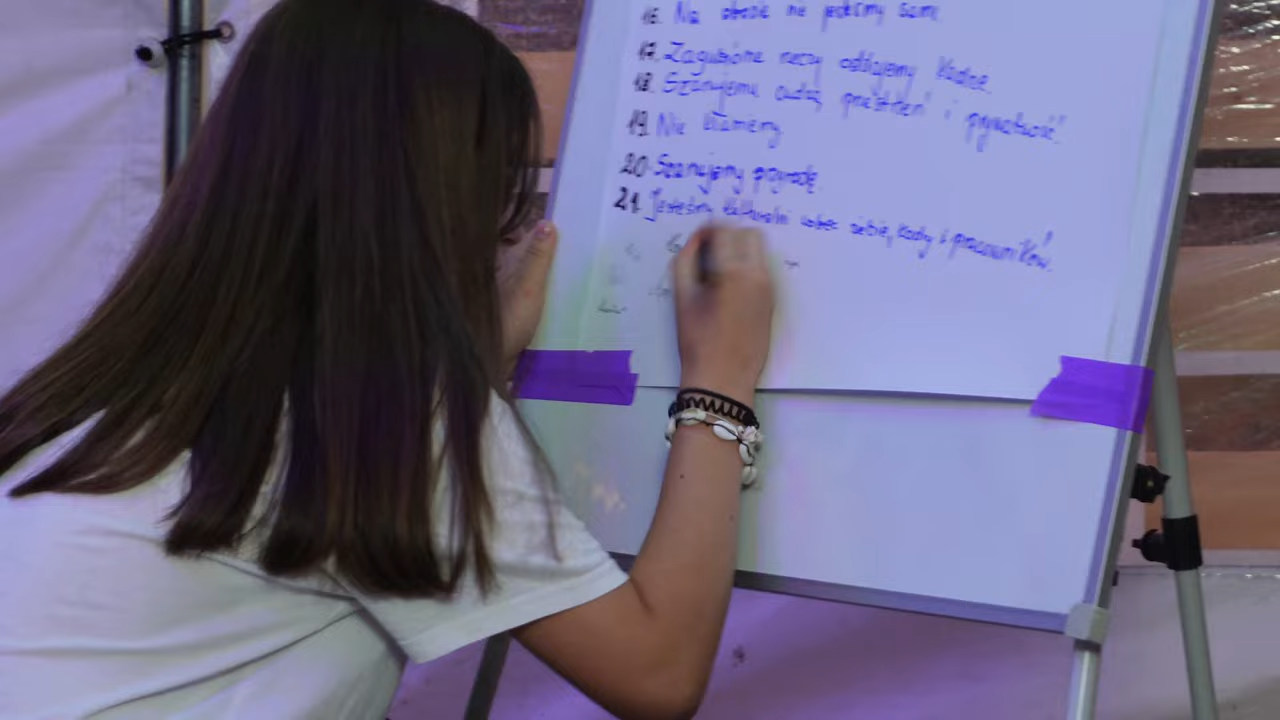 16. Na obozie nie jesteśmy sami.
17. Zagubione rzeczy oddajemy kadrze.
18. Szanujemy cudzą przestrzeń i prywatność!
19. Nie kłamiemy.
20. Szanujemy przyrodę.
21. Jesteśmy kulturalni wobec siebie, kadry i pracowników!